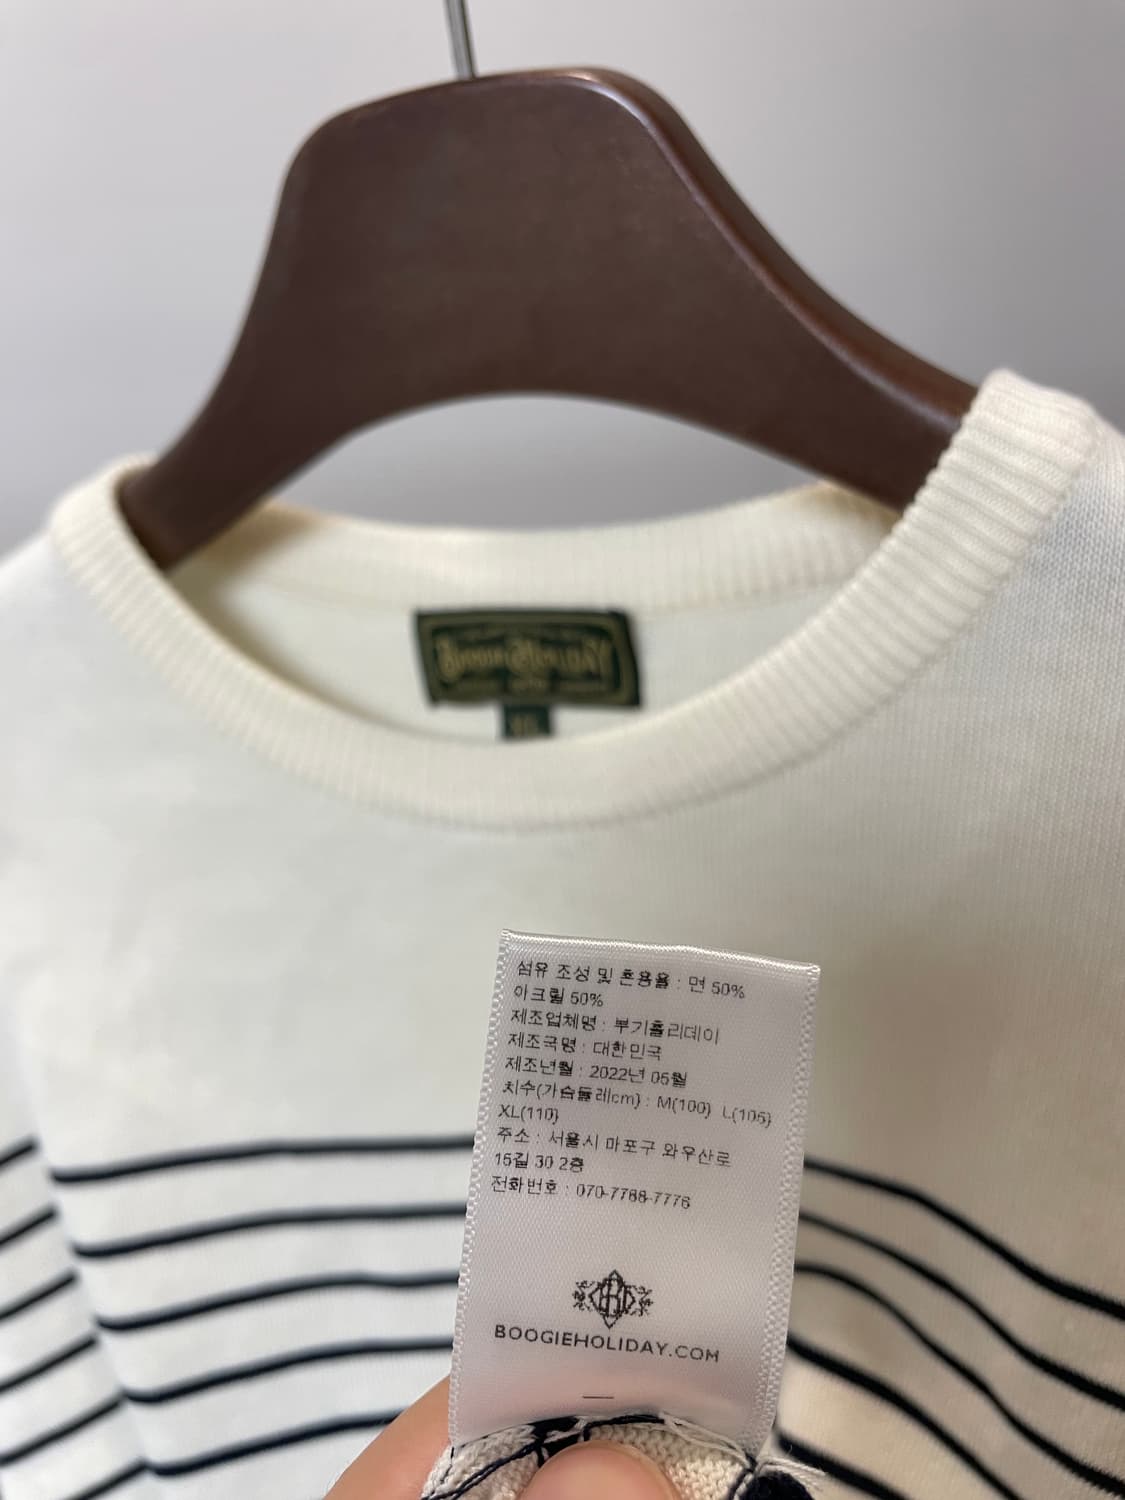 BOOGIE HOLIDAY
XL
섬유 조성 및 혼용율 : 면 50%
아크릴 50%
제조업체명 : 부기홀리데이
제조국명 : 대한민국
제조년월 : 2022년 05월
치수(가슴둘레cm) : M(100) L(105)
XL(110)
주소 : 서울시 마포구 와우산로
15길 30 2층
전화번호 : 070-7788-7776
BOOGIEHOLIDAY.COM